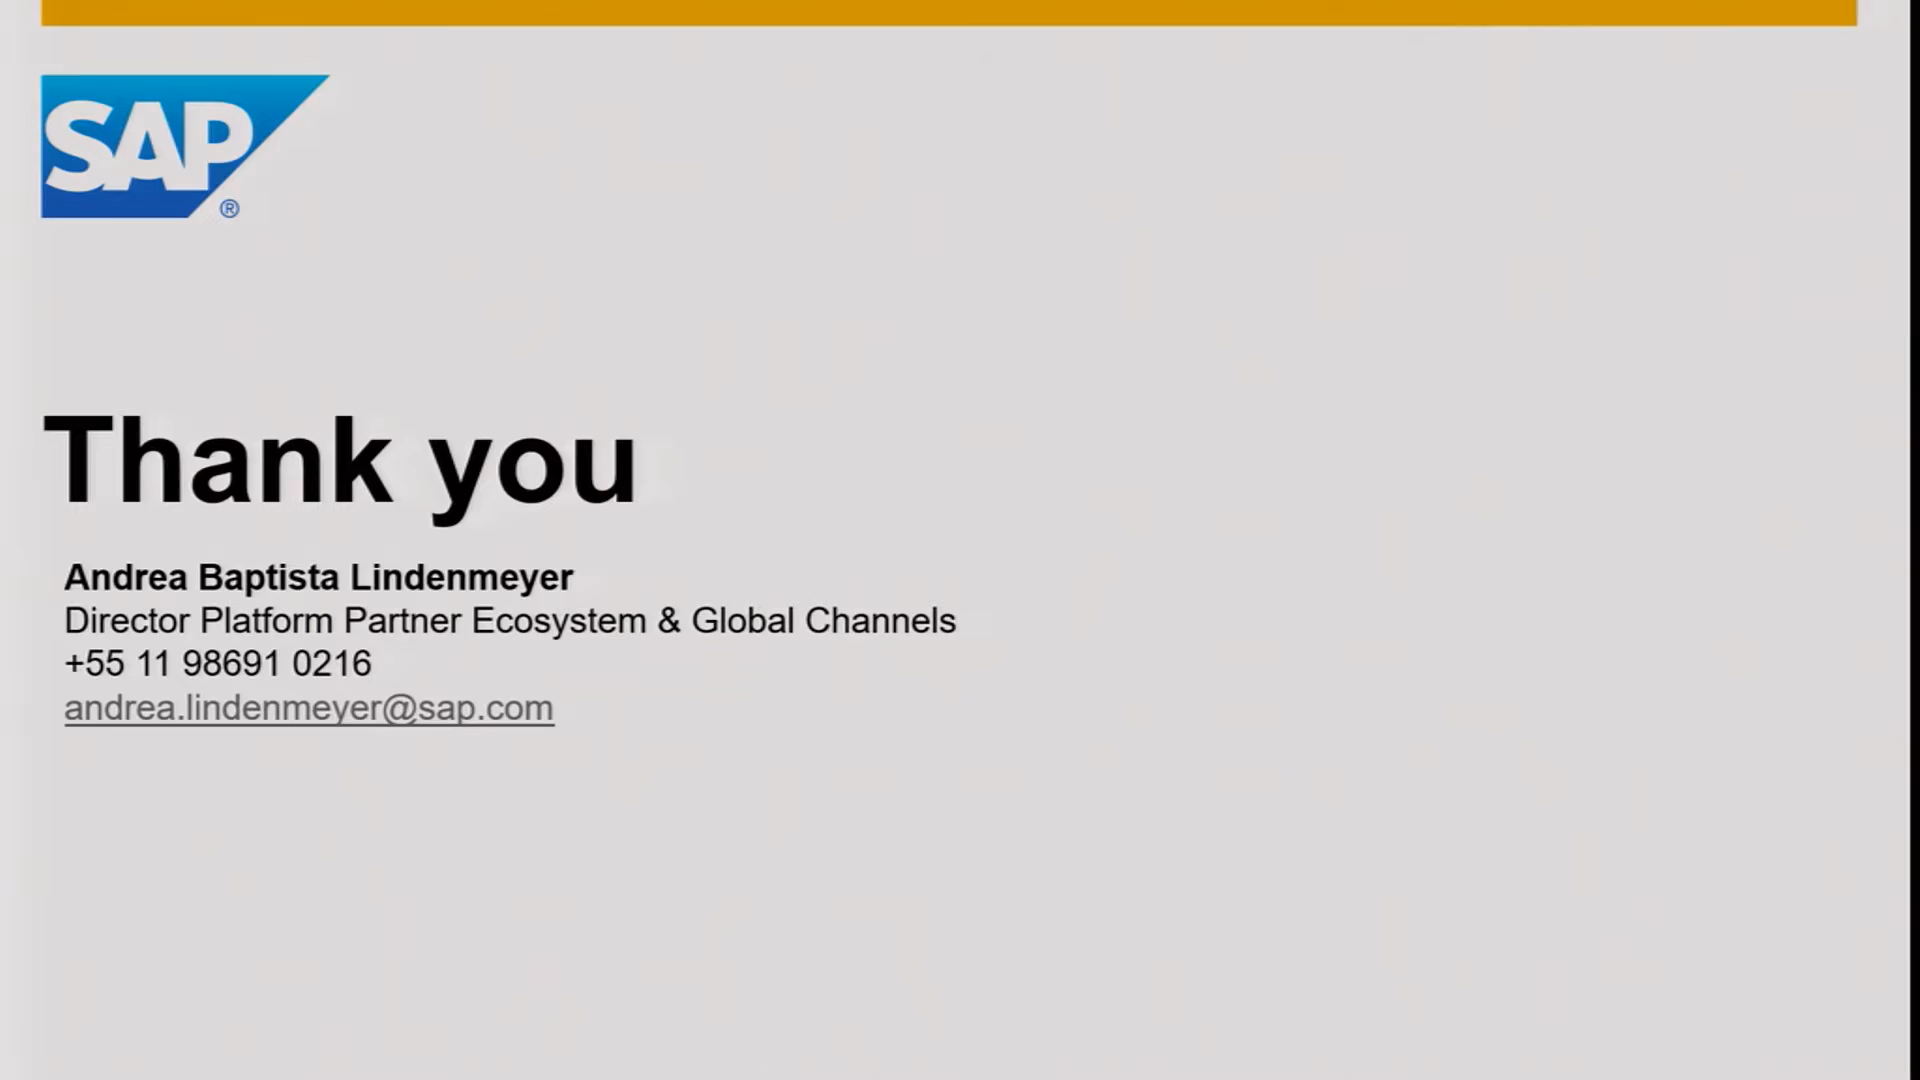 SAP
®
Thank you
Andrea Baptista Lindenmeyer
Director Platform Partner Ecosystem & Global Channels
+55 11 98691 0216
andrea.lindenmeyer@sap.com